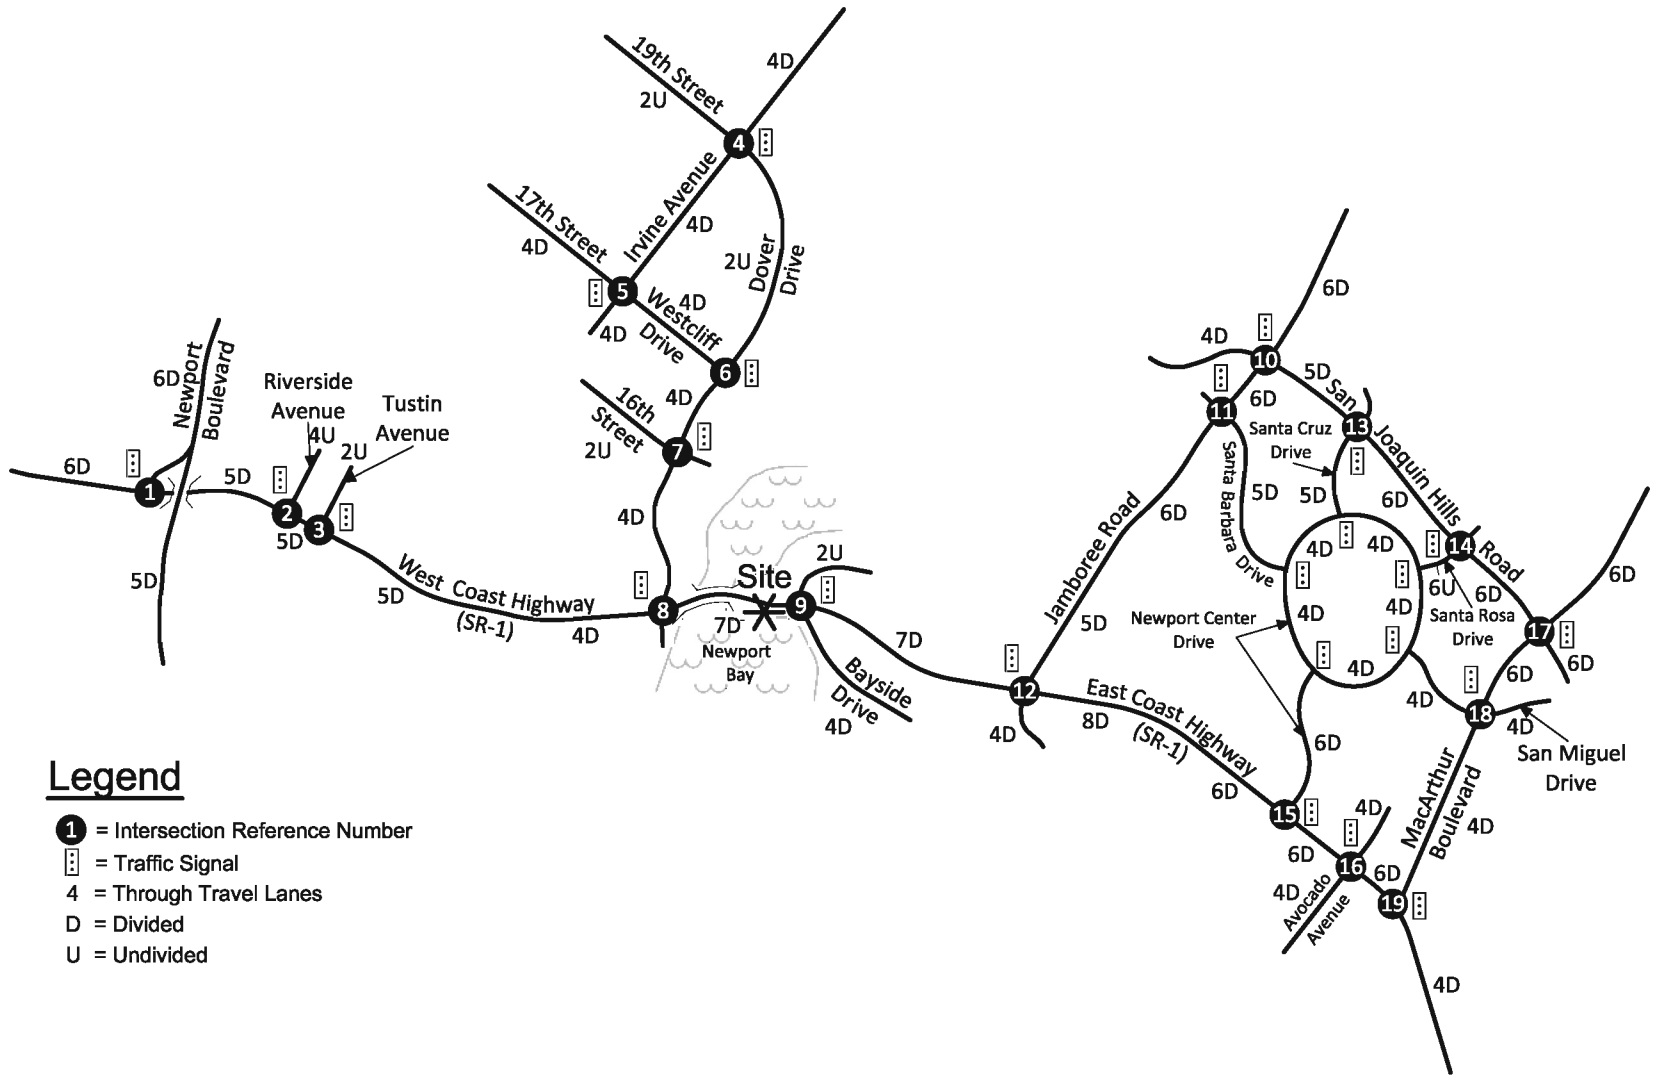 4D
19th Street
2U
4
17th Street
4D
Irvine Avenue
4D
2U
Dover
Drive
5
4D
Westcliff
Drive
4D
6
4D
16th
Street
2U
7
4D
6D
Newport
Boulevard
Riverside
Avenue
4U
Tustin
Avenue
2U
6D
1
5D
2
3
5D
5D
West Coast Highway
(SR-1)
5D
4D
8
Site
7D
Newport
Bay
9
2U
7D
Bayside
Drive
4D
6D
4D
10
5D
San
Joaquin Hills
Road
11
6D
Santa Cruz
Drive
13
Santa Barbara
Drive
5D
5D
6D
Jamboree Road
6D
5D
14
4D
4D
6U
6D
Santa Rosa
Drive
6D
Newport Center
Drive
4D
4D
4D
17
6D
6D
12
4D
East Coast Highway
(SR-1)
8D
6D
6D
4D
18
4D
San Miguel
Drive
15
6D
4D
16
6D
MacArthur
Boulevard
4D
4D
Avocado
Avenue
19
4D
Legend
1 = Intersection Reference Number
= Traffic Signal
4 = Through Travel Lanes
D = Divided
U = Undivided